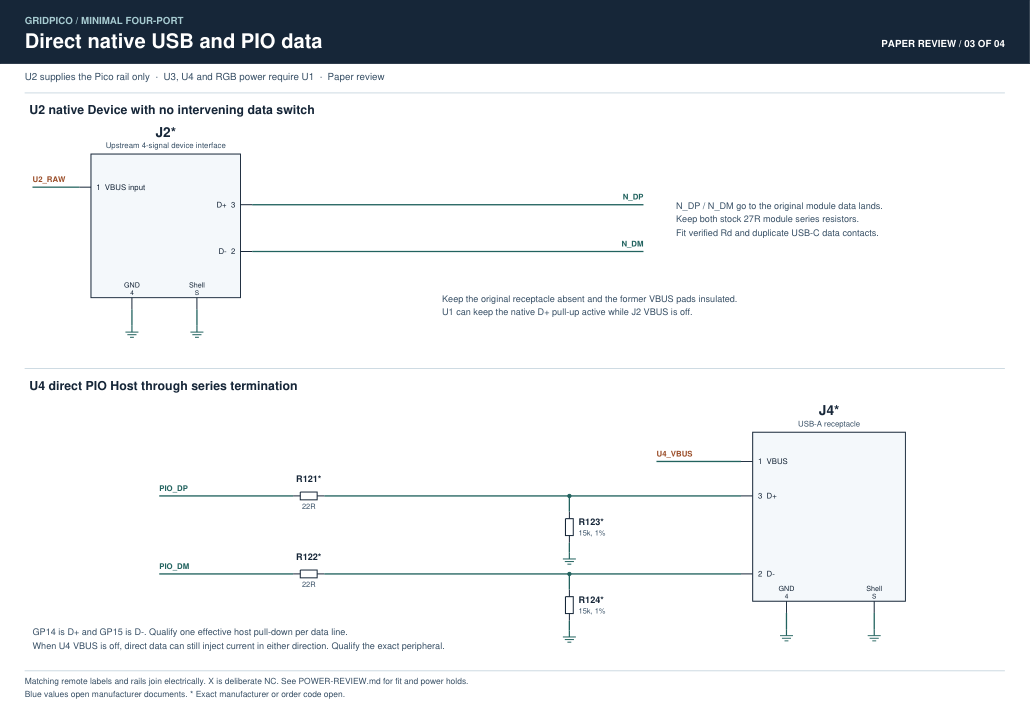 GRIDPICO / MINIMAL FOUR-PORT
Direct native USB and PIO data
PAPER REVIEW / 03 OF 04
U2 supplies the Pico rail only · U3, U4 and RGB power require U1 · Paper review
U2 native Device with no intervening data switch
J2*
Upstream 4-signal device interface
U2_RAW
1 VBUS input
D+ 3
N_DP
D- 2
N_DM
GND
4
Shell
S
N_DP / N_DM go to the original module data lands.
Keep both stock 27R module series resistors.
Fit verified Rd and duplicate USB-C data contacts.
Keep the original receptacle absent and the former VBUS pads insulated.
U1 can keep the native D+ pull-up active while J2 VBUS is off.
U4 direct PIO Host through series termination
J4*
USB-A receptacle
U4_VBUS
1 VBUS
PIO_DP
R121*
22R
3 D+
R123*
15k, 1%
PIO_DM
R122*
22R
2 D-
R124*
15k, 1%
GND
4
Shell
S
GP14 is D+ and GP15 is D-. Qualify one effective host pull-down per data line.
When U4 VBUS is off, direct data can still inject current in either direction. Qualify the exact peripheral.
Matching remote labels and rails join electrically. X is deliberate NC. See POWER-REVIEW.md for fit and power holds.
Blue values open manufacturer documents. * Exact manufacturer or order code open.